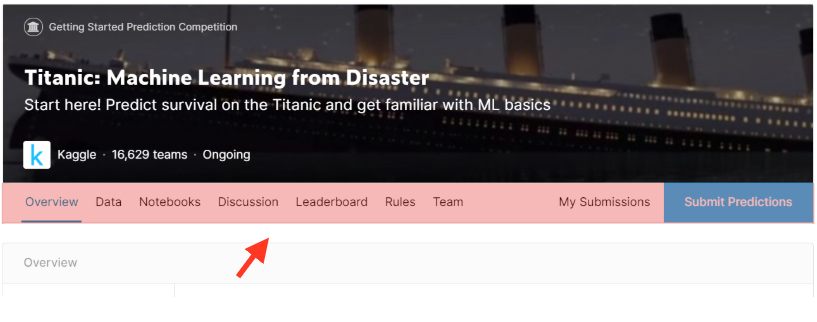 Getting Started Prediction Competition
Titanic: Machine Learning from Disaster
Start here! Predict survival on the Titanic and get familiar with ML basics
k Kaggle · 16,629 teams · Ongoing
Overview Data Notebooks Discussion Leaderboard Rules Team My Submissions Submit Predictions
Overview